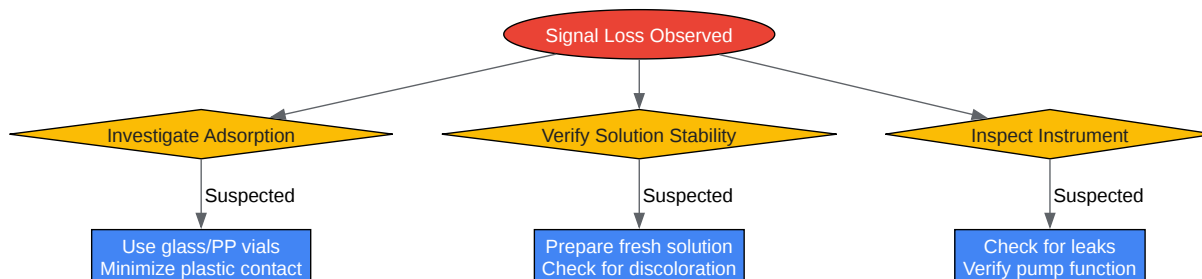 Signal Loss Observed
Investigate Adsorption
Verify Solution Stability
Inspect Instrument
Suspected
Suspected
Suspected
Use glass/PP vials
Minimize plastic contact
Prepare fresh solution
Check for discoloration
Check for leaks
Verify pump function